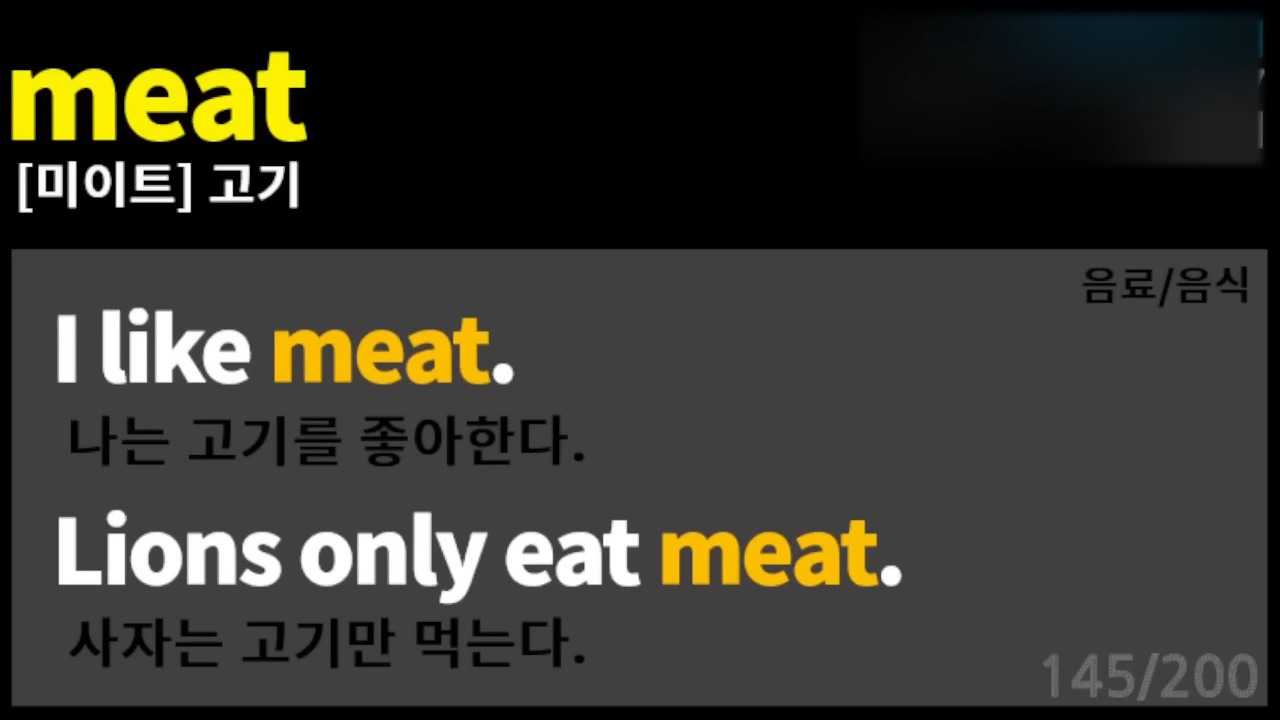 meat
[미이트] 고기
음료/음식
I like meat.
나는 고기를 좋아한다.
Lions only eat meat.
사자는 고기만 먹는다.
145/200